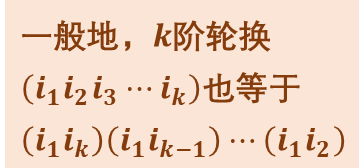 一般地，k阶轮换
(i₁i₂i₃ ⋯ iₖ)也等于
(i₁iₖ)(i₁iₖ₋₁) ⋯ (i₁i₂)